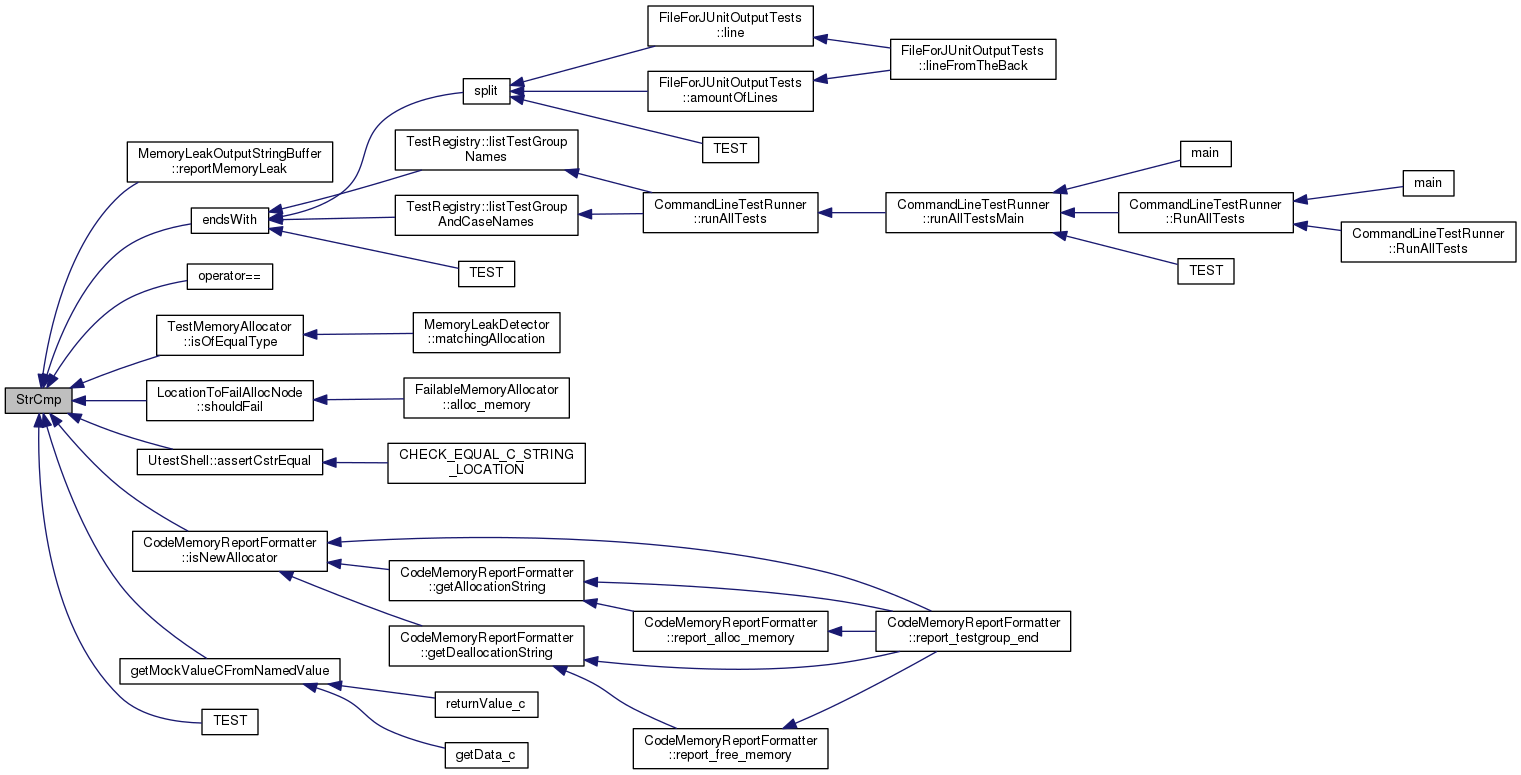 FileForJUnitOutputTests
::line
FileForJUnitOutputTests
::lineFromTheBack
split
FileForJUnitOutputTests
::amountOfLines
TEST
MemoryLeakOutputStringBuffer
::reportMemoryLeak
TestRegistry::listTestGroup
Names
main
main
endsWith
TestRegistry::listTestGroup
AndCaseNames
CommandLineTestRunner
::runAllTests
CommandLineTestRunner
::runAllTestsMain
CommandLineTestRunner
::RunAllTests
CommandLineTestRunner
::RunAllTests
TEST
TEST
operator==
TestMemoryAllocator
::isOfEqualType
MemoryLeakDetector
::matchingAllocation
StrCmp
LocationToFailAllocNode
::shouldFail
FailableMemoryAllocator
::alloc_memory
UtestShell::assertCstrEqual
CHECK_EQUAL_C_STRING
_LOCATION
CodeMemoryReportFormatter
::isNewAllocator
CodeMemoryReportFormatter
::getAllocationString
CodeMemoryReportFormatter
::report_alloc_memory
CodeMemoryReportFormatter
::report_testgroup_end
CodeMemoryReportFormatter
::getDeallocationString
getMockValueCFromNamedValue
returnValue_c
TEST
getData_c
CodeMemoryReportFormatter
::report_free_memory